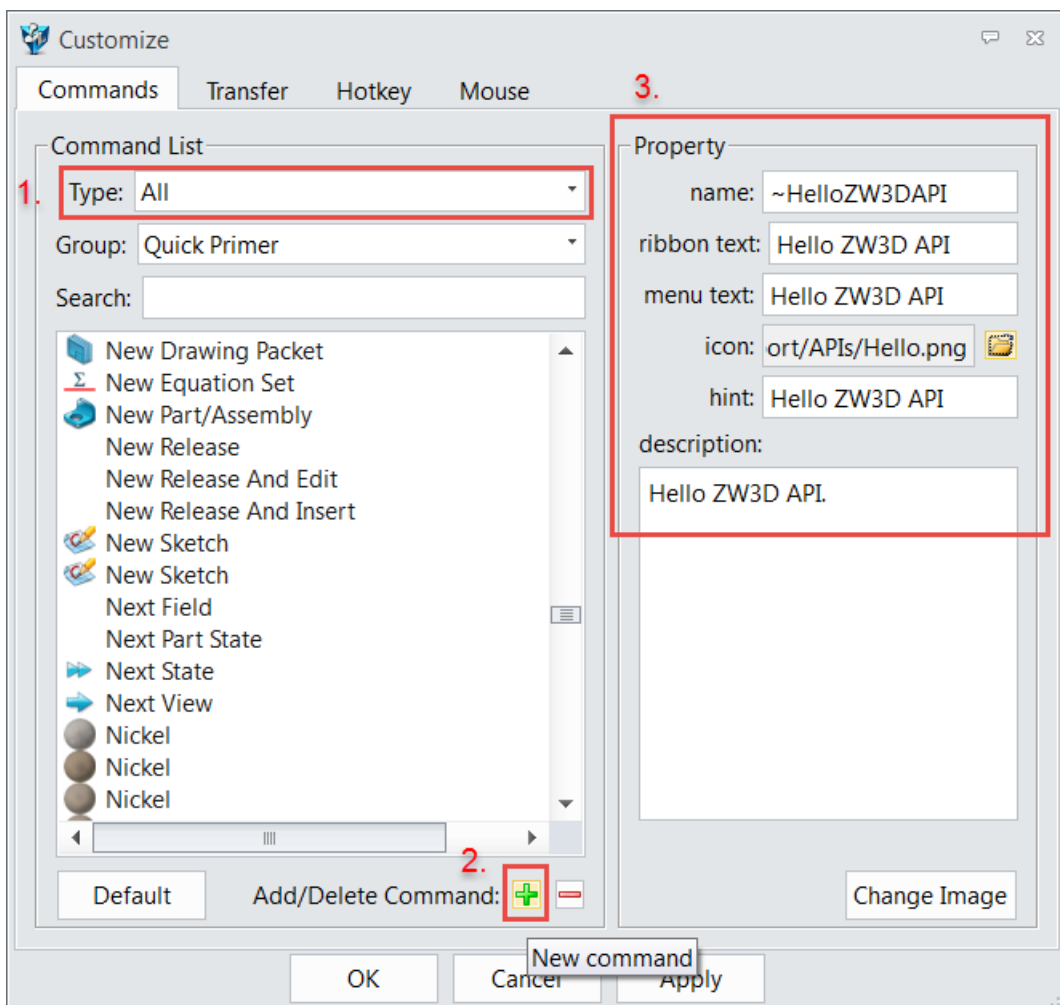 Customize
Commands Transfer Hotkey Mouse
3.
Command List
1.
Type: All
Group: Quick Primer
Search:
New Drawing Packet
Σ New Equation Set
New Part/Assembly
New Release
New Release And Edit
New Release And Insert
New Sketch
New Sketch
Next Field
Next Part State
Next State
Next View
Nickel
Nickel
Nickel
2.
Default Add/Delete Command:
Property
name: ~HelloZW3DAPI
ribbon text: Hello ZW3D API
menu text: Hello ZW3D API
icon: ort/APIs/Hello.png
hint: Hello ZW3D API
description:
Hello ZW3D API.
Change Image
New command
OK Cancel Apply